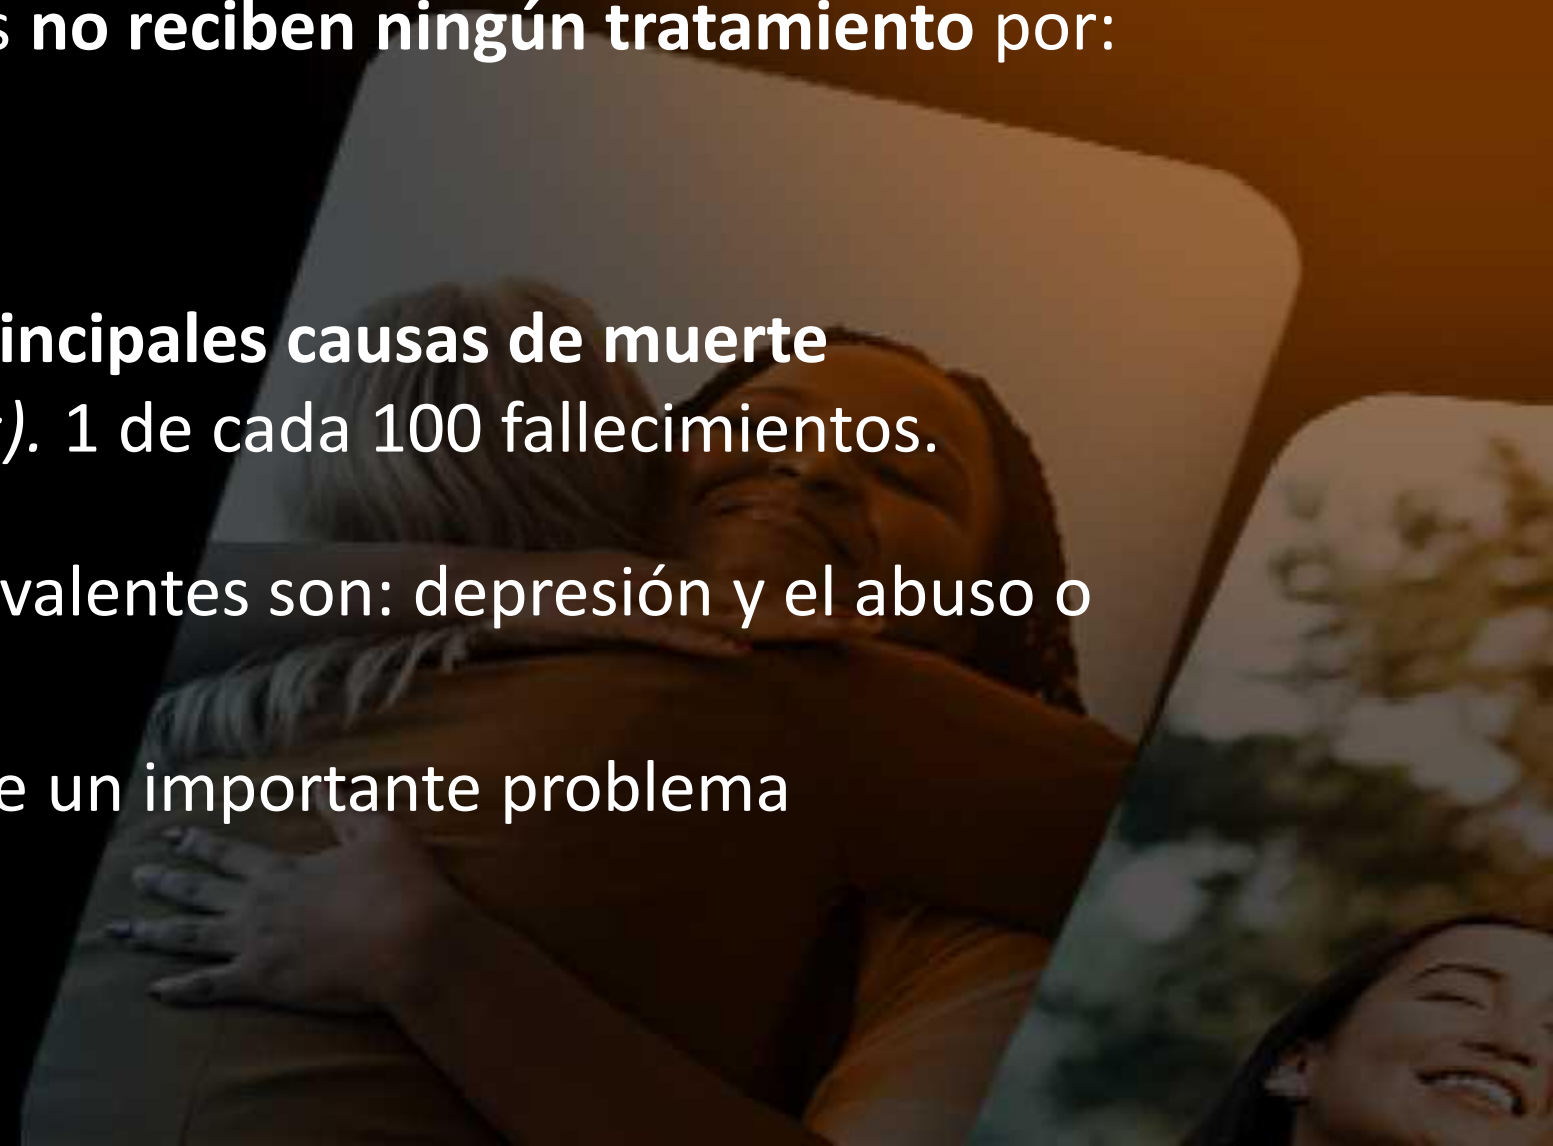 s no reciben ningún tratamiento por:
incipales causas de muerte
). 1 de cada 100 fallecimientos.
valentes son: depresión y el abuso o
e un importante problema